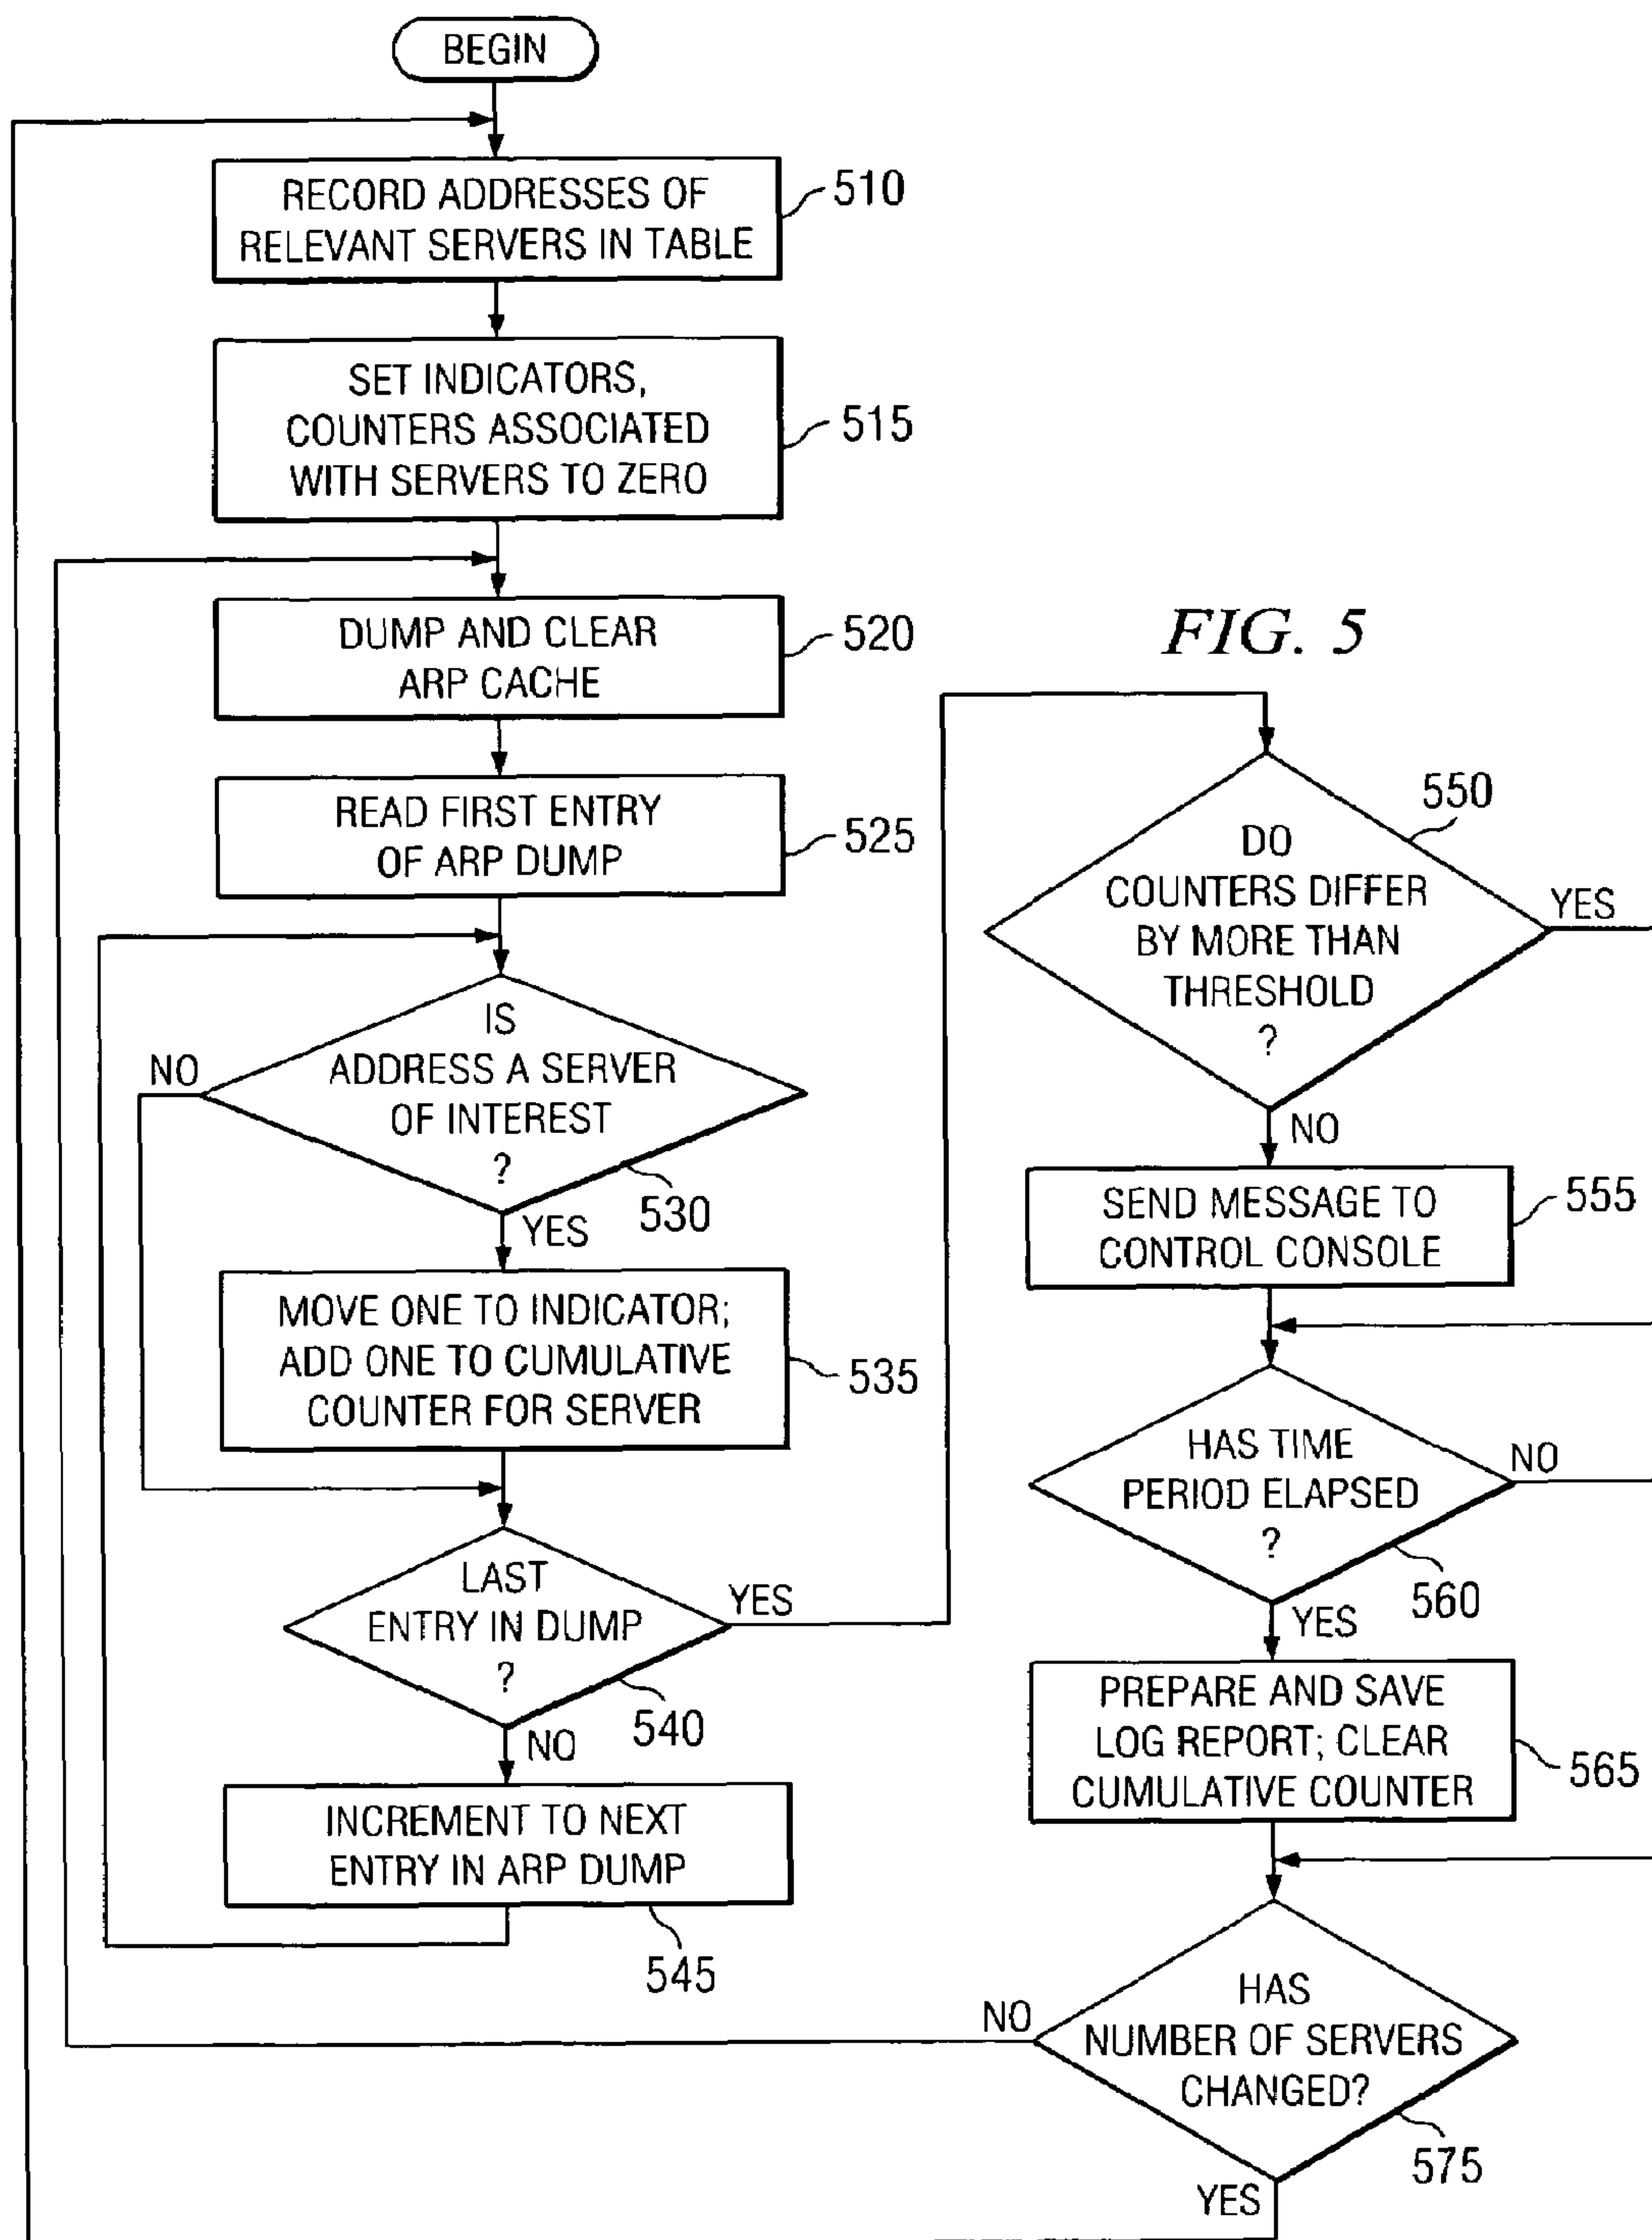 BEGIN
RECORD ADDRESSES OF
RELEVANT SERVERS IN TABLE
510
SET INDICATORS,
COUNTERS ASSOCIATED
WITH SERVERS TO ZERO
515
DUMP AND CLEAR
ARP CACHE
520
READ FIRST ENTRY
OF ARP DUMP
525
IS
ADDRESS A SERVER
OF INTEREST
?
NO
530
YES
MOVE ONE TO INDICATOR;
ADD ONE TO CUMULATIVE
COUNTER FOR SERVER
535
LAST
ENTRY IN DUMP
?
YES
540
NO
INCREMENT TO NEXT
ENTRY IN ARP DUMP
545
FIG. 5
550
DO
COUNTERS DIFFER
BY MORE THAN
THRESHOLD
?
YES
NO
SEND MESSAGE TO
CONTROL CONSOLE
555
HAS TIME
PERIOD ELAPSED
?
NO
560
YES
PREPARE AND SAVE
LOG REPORT; CLEAR
CUMULATIVE COUNTER
565
HAS
NUMBER OF SERVERS
CHANGED?
NO
575
YES